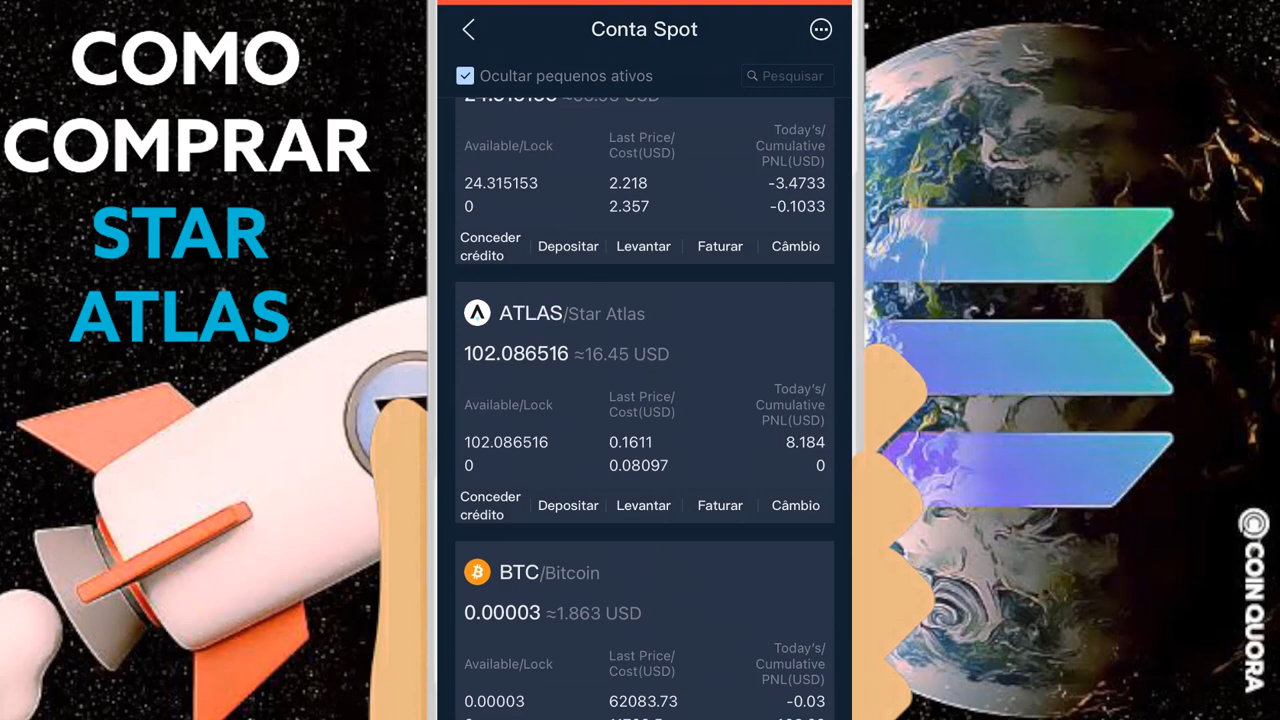 COMO
COMPRAR
STAR
ATLAS
Conta Spot
Ocultar pequenos ativos
Pesquisar
Available/Lock
Last Price/
Cost(USD)
Today's/
Cumulative
PNL(USD)
24.315153
2.218
-3.4733
0
2.357
-0.1033
Conceder
crédito
Depositar
Levantar
Faturar
Câmbio
ATLAS/Star Atlas
102.086516 ≈16.45 USD
Available/Lock
Last Price/
Cost(USD)
Today's/
Cumulative
PNL(USD)
102.086516
0.1611
8.184
0
0.08097
0
Conceder
crédito
Depositar
Levantar
Faturar
Câmbio
BTC/Bitcoin
0.00003 ≈1.863 USD
Available/Lock
Last Price/
Cost(USD)
Today's/
Cumulative
PNL(USD)
0.00003
62083.73
-0.03
COINQUORA